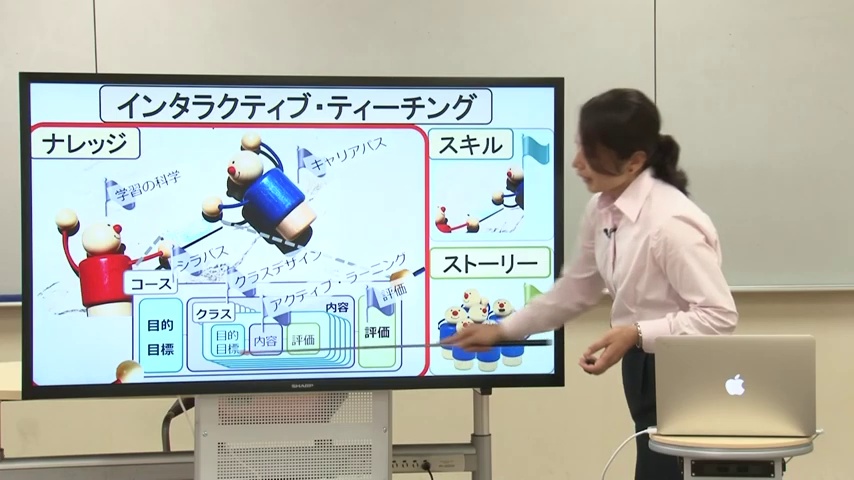 インタラクティブ・ティーチング
ナレッジ
スキル
ストーリー
学習の科学
キャリアパス
シラバス
クラスデザイン
アクティブ・ラーニング
評価
コース
目的
目標
クラス
内容
目的
目標
内容
評価
評価
SHARP